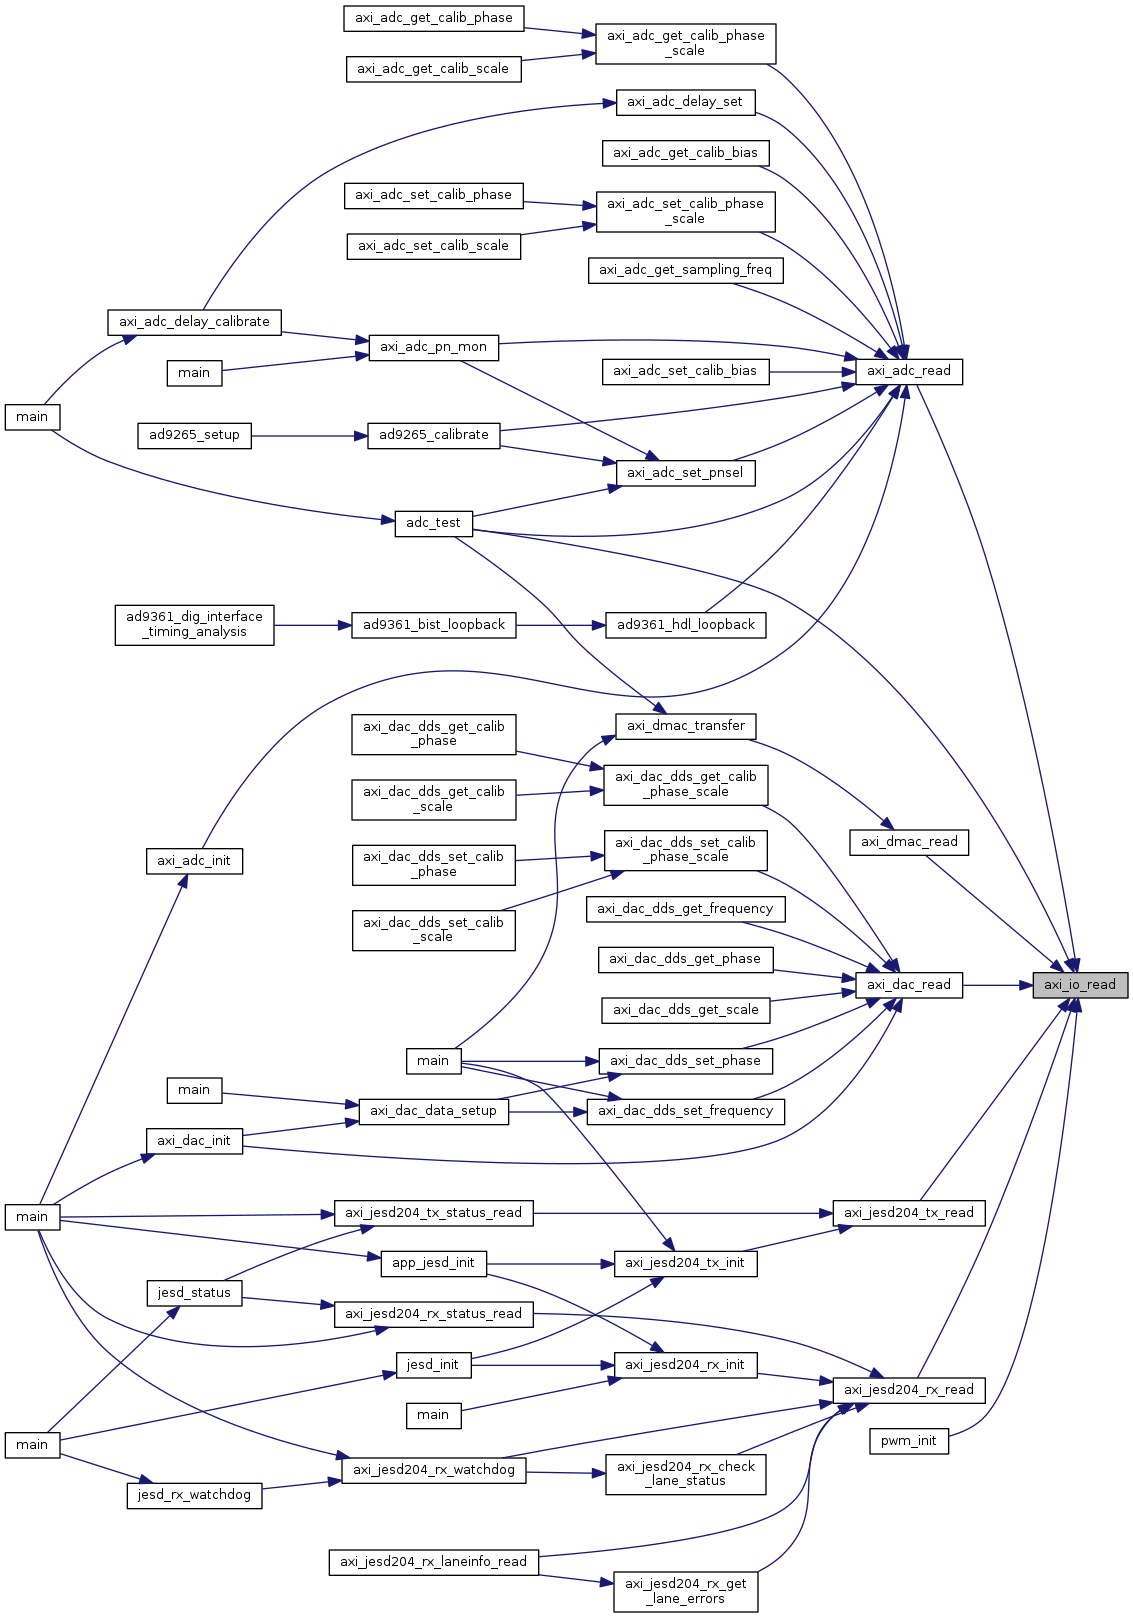 axi_adc_get_calib_phase
axi_adc_get_calib_phase
_scale
axi_adc_get_calib_scale
axi_adc_delay_set
axi_adc_get_calib_bias
axi_adc_set_calib_phase
axi_adc_set_calib_phase
_scale
axi_adc_set_calib_scale
axi_adc_get_sampling_freq
axi_adc_delay_calibrate
axi_adc_pn_mon
main
axi_adc_set_calib_bias
axi_adc_read
main
ad9265_setup
ad9265_calibrate
axi_adc_set_pnsel
adc_test
ad9361_dig_interface
_timing_analysis
ad9361_bist_loopback
ad9361_hdl_loopback
axi_dmac_transfer
axi_dac_dds_get_calib
_phase
axi_dac_dds_get_calib
_phase_scale
axi_dac_dds_get_calib
_scale
axi_dac_dds_set_calib
_phase_scale
axi_dmac_read
axi_adc_init
axi_dac_dds_set_calib
_phase
axi_dac_dds_set_calib
_scale
axi_dac_dds_get_frequency
axi_dac_dds_get_phase
axi_dac_read
axi_io_read
axi_dac_dds_get_scale
main
axi_dac_dds_set_phase
main
axi_dac_data_setup
axi_dac_dds_set_frequency
axi_dac_init
main
axi_jesd204_tx_status_read
axi_jesd204_tx_read
app_jesd_init
axi_jesd204_tx_init
jesd_status
axi_jesd204_rx_status_read
jesd_init
axi_jesd204_rx_init
axi_jesd204_rx_read
main
pwm_init
main
axi_jesd204_rx_watchdog
axi_jesd204_rx_check
_lane_status
jesd_rx_watchdog
axi_jesd204_rx_laneinfo_read
axi_jesd204_rx_get
_lane_errors